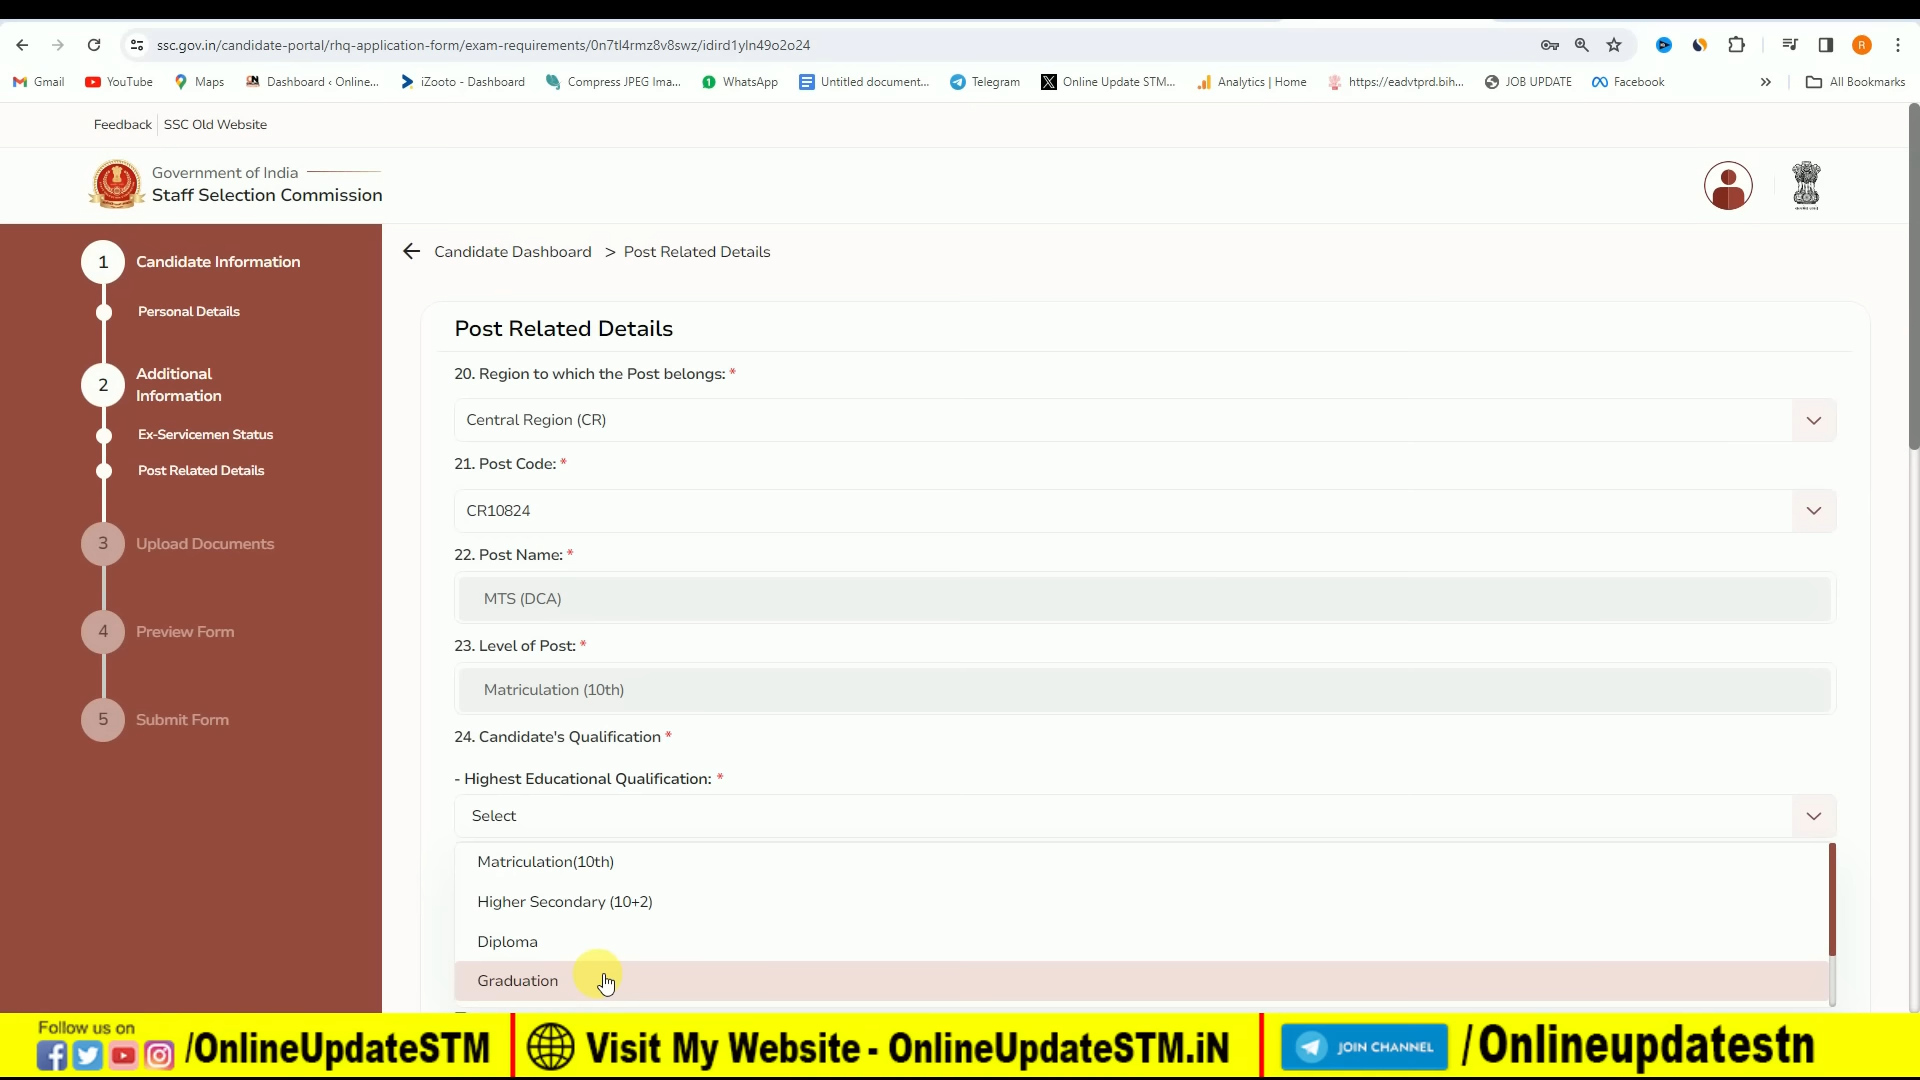 ssc.gov.in/candidate-portal/rhq-application-form/exam-requirements/0n7tl4rmz8v8swz/idird1yln49o2o24
R
Gmail YouTube Maps Dashboard ‹ Online... iZooto - Dashboard Compress JPEG Ima... WhatsApp Untitled document... Telegram Online Update STM... Analytics | Home https://eadvtprd.bih... JOB UPDATE Facebook » All Bookmarks
Feedback SSC Old Website
Government of India
Staff Selection Commission
1 Candidate Information
Personal Details
2 Additional
Information
Ex-Servicemen Status
Post Related Details
3 Upload Documents
4 Preview Form
5 Submit Form
Candidate Dashboard > Post Related Details
Post Related Details
20. Region to which the Post belongs: *
Central Region (CR)
21. Post Code: *
CR10824
22. Post Name: *
MTS (DCA)
23. Level of Post: *
Matriculation (10th)
24. Candidate's Qualification *
- Highest Educational Qualification: *
Select
Matriculation(10th)
Higher Secondary (10+2)
Diploma
Graduation
Follow us on
/OnlineUpdateSTM
Visit My Website - OnlineUpdateSTM.iN
JOIN CHANNEL
/Onlineupdatestn